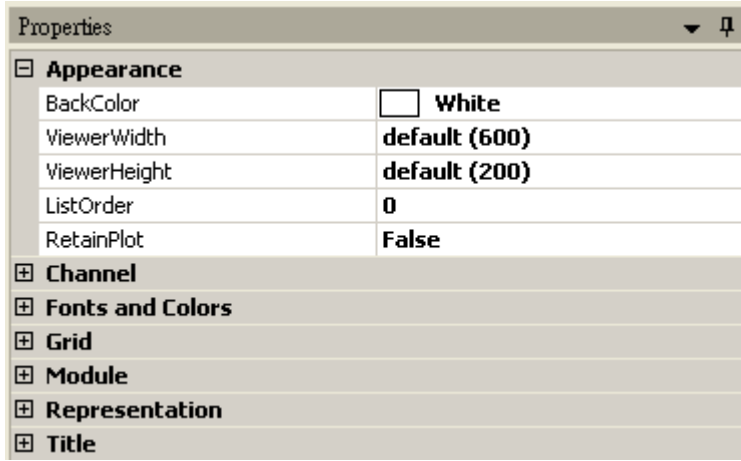 Properties
Appearance
BackColor White
ViewerWidth default (600)
ViewerHeight default (200)
ListOrder 0
RetainPlot False
Channel
Fonts and Colors
Grid
Module
Representation
Title